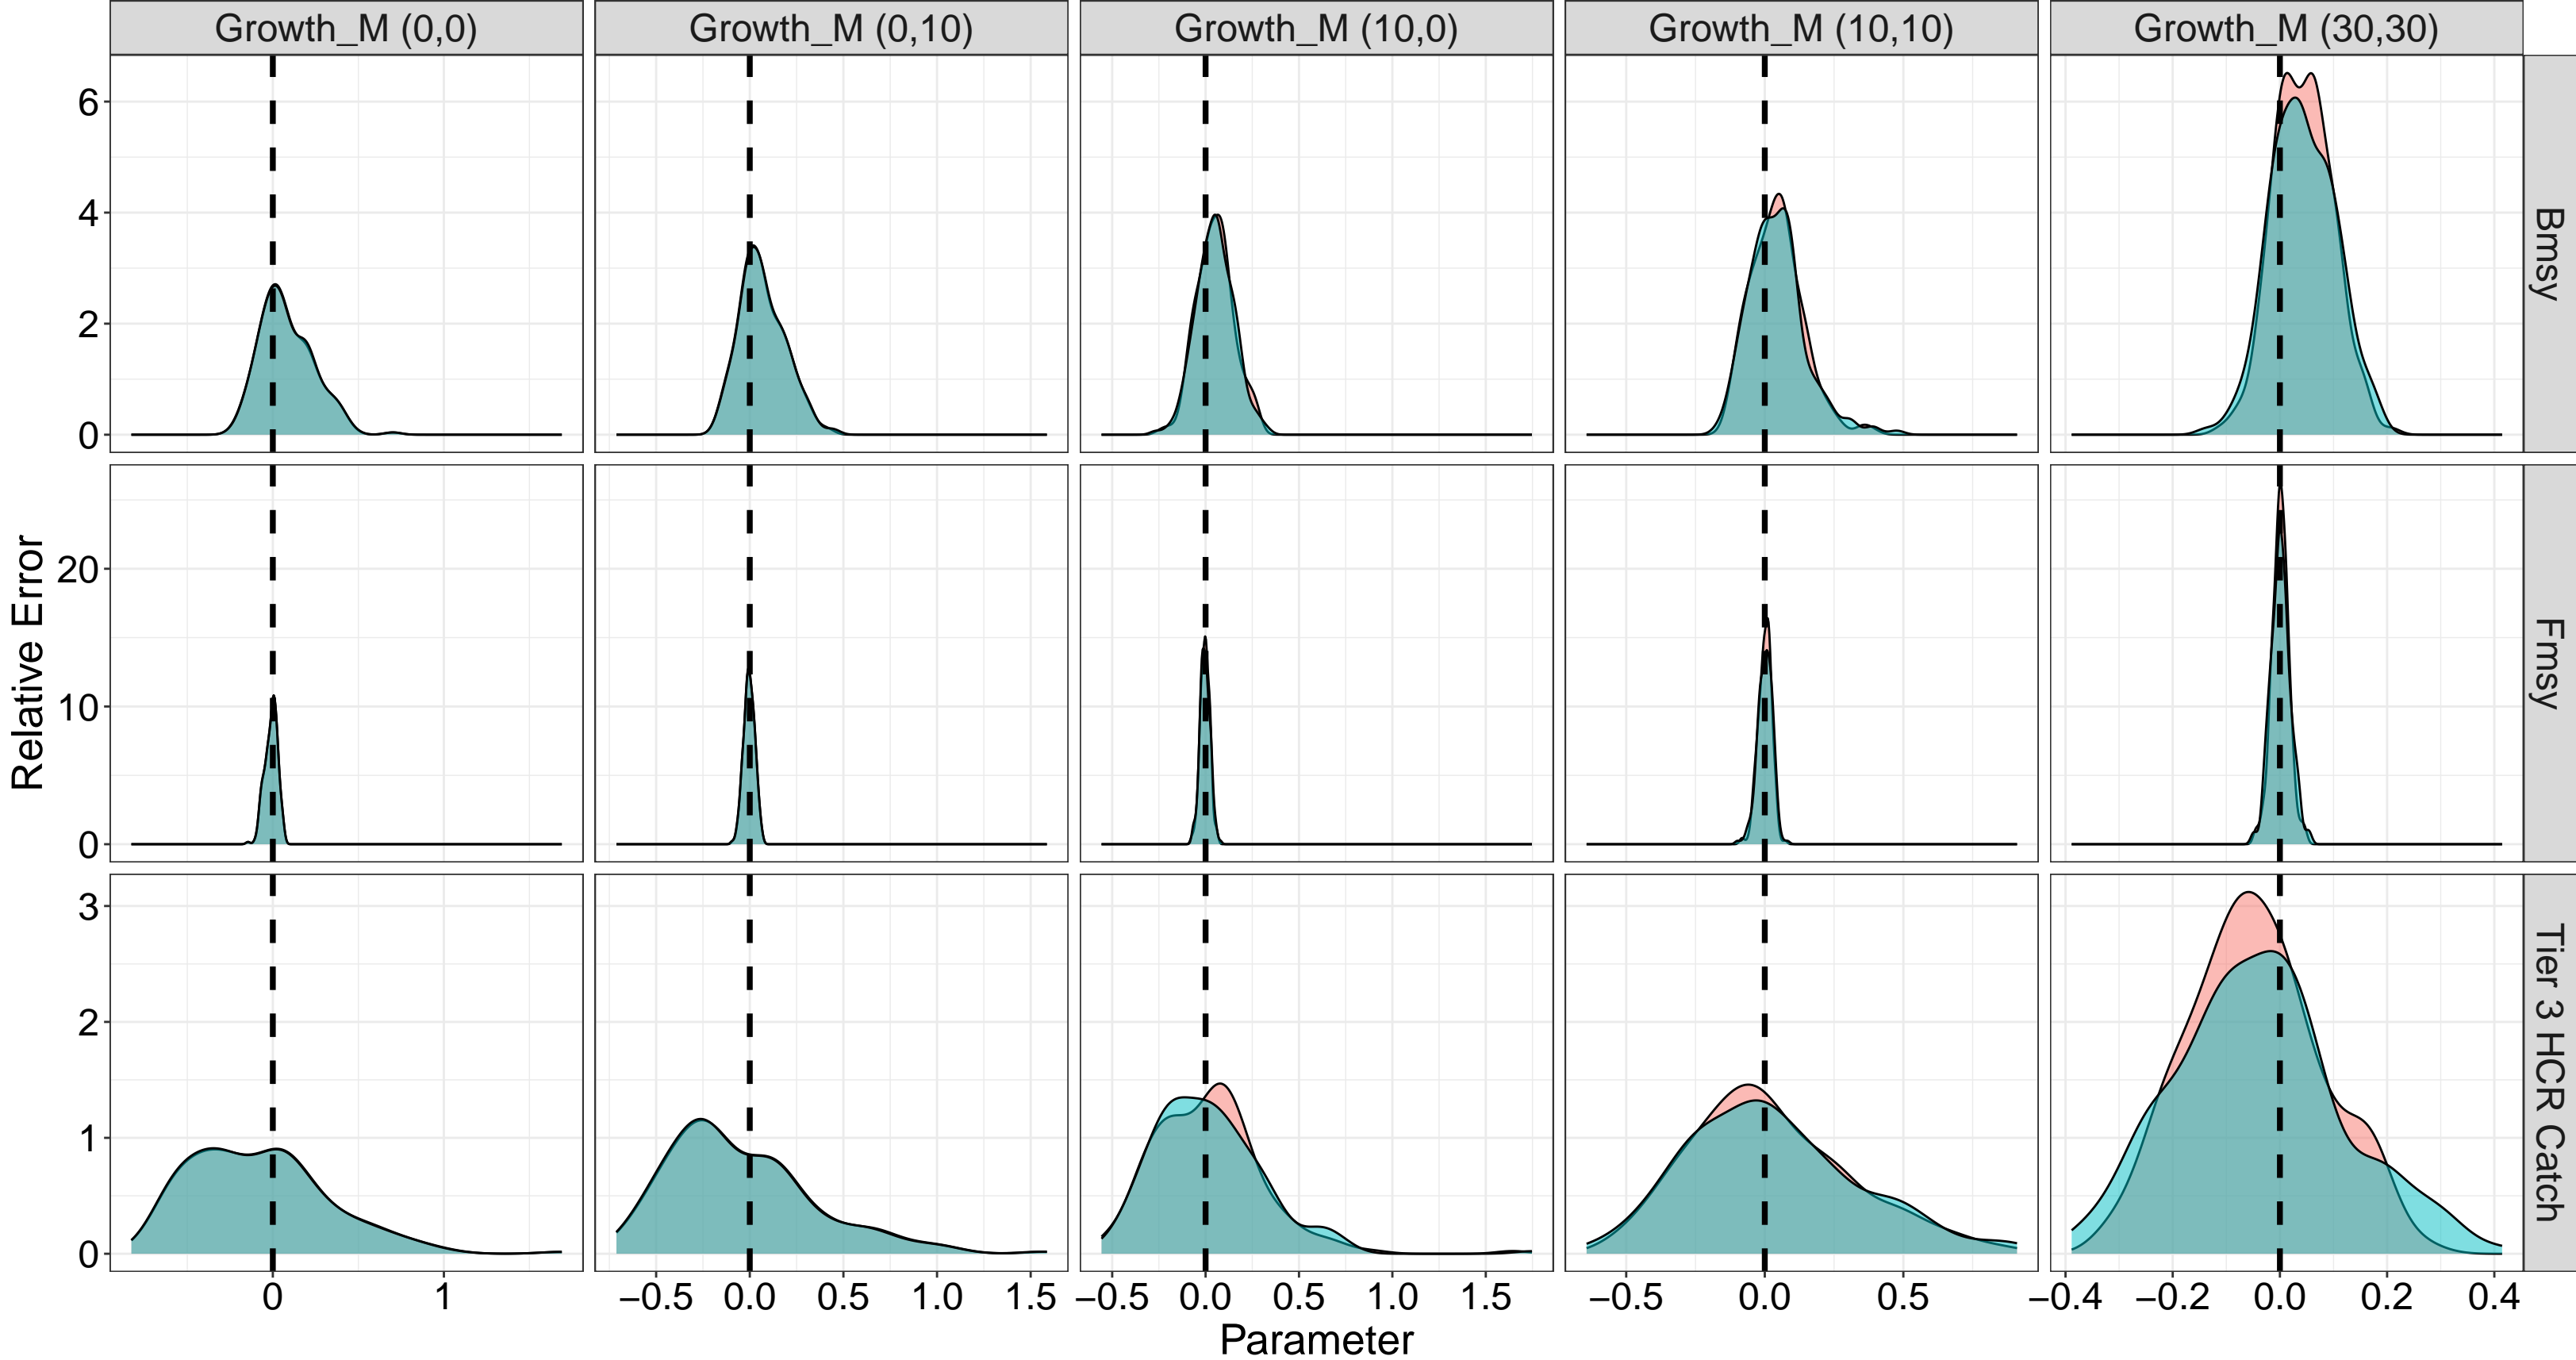 Growth_M (0,0)
Growth_M (0,10)
Growth_M (10,0)
Growth_M (10,10)
Growth_M (30,30)
6
4
2
0
Bmsy
20
10
0
Fmsy
3
2
1
0
Tier 3 HCR Catch
Relative Error
0 1
−0.5 0.0 0.5 1.0 1.5
−0.5 0.0 0.5 1.0 1.5
−0.5 0.0 0.5
−0.4 −0.2 0.0 0.2 0.4
Parameter